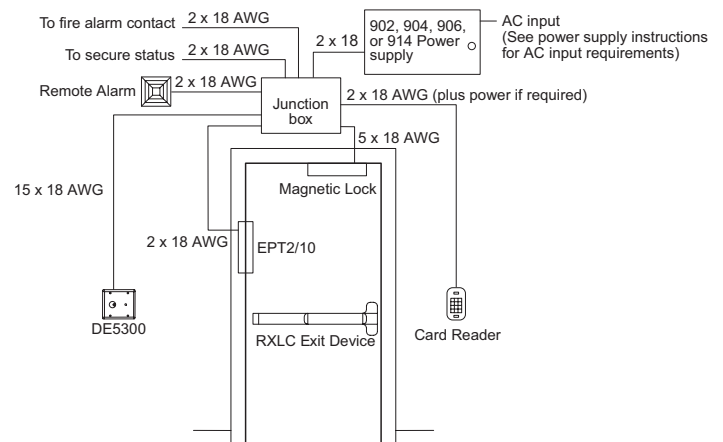 To fire alarm contact
2 x 18 AWG
To secure status
2 x 18 AWG
Remote Alarm
2 x 18 AWG
2 x 18
902, 904, 906,
or 914 Power
supply
AC input
(See power supply instructions
for AC input requirements)
Junction
box
2 x 18 AWG (plus power if required)
5 x 18 AWG
15 x 18 AWG
Magnetic Lock
2 x 18 AWG
EPT2/10
DE5300
RXLC Exit Device
Card Reader